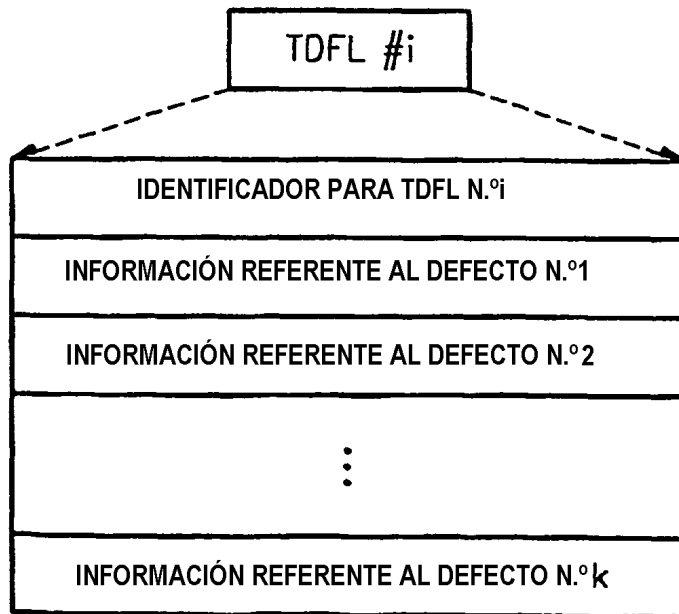 TDFL #i
IDENTIFICADOR PARA TDFL N.ºi
INFORMACIÓN REFERENTE AL DEFECTO N.º1
INFORMACIÓN REFERENTE AL DEFECTO N.º2
⋮
INFORMACIÓN REFERENTE AL DEFECTO N.ºk